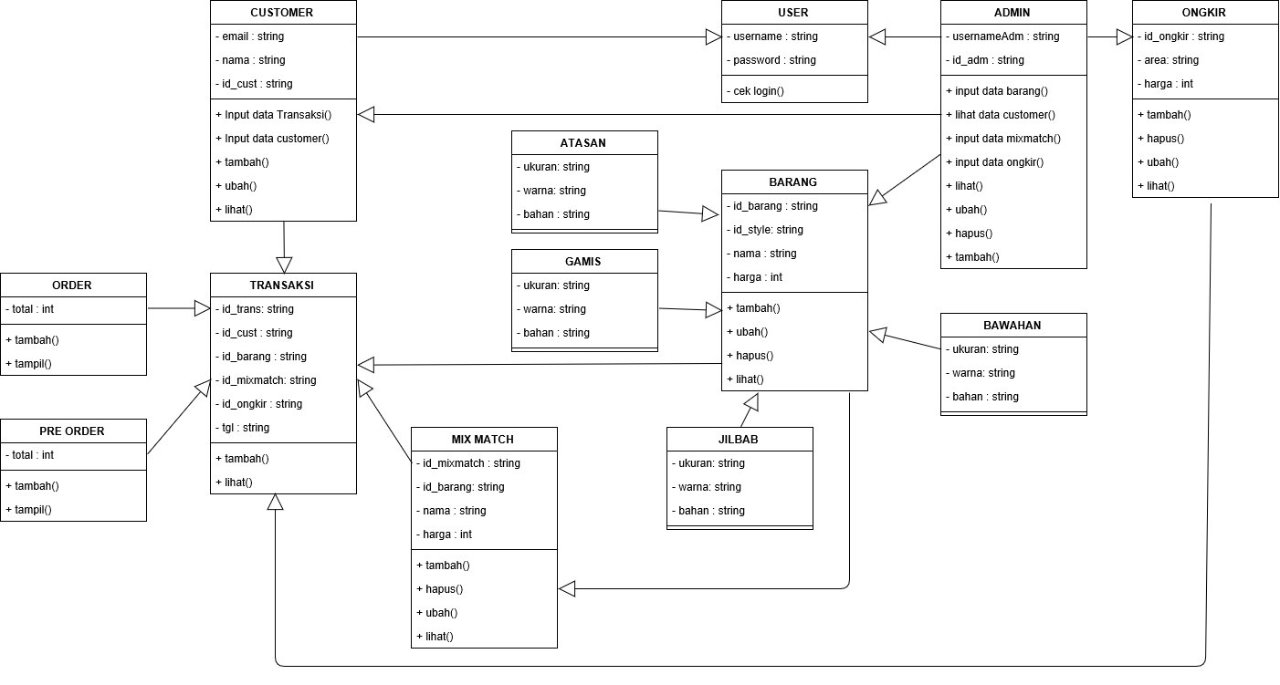 CUSTOMER
- email : string
- nama : string
- id_cust : string
+ Input data Transaksi()
+ Input data customer()
+ tambah()
+ ubah()
+ lihat()
USER
- username : string
- password : string
- cek login()
ADMIN
- usernameAdm : string
- id_adm : string
+ input data barang()
+ lihat data customer()
+ input data mixmatch()
+ input data ongkir()
+ lihat()
+ ubah()
+ hapus()
+ tambah()
ONGKIR
- id_ongkir : string
- area: string
- harga : int
+ tambah()
+ hapus()
+ ubah()
+ lihat()
ATASAN
- ukuran: string
- warna: string
- bahan : string
BARANG
- id_barang : string
- id_style: string
- nama : string
- harga : int
+ tambah()
+ ubah()
+ hapus()
+ lihat()
GAMIS
- ukuran: string
- warna: string
- bahan : string
ORDER
- total : int
+ tambah()
+ tampil()
TRANSAKSI
- id_trans: string
- id_cust : string
- id_barang : string
- id_mixmatch: string
- id_ongkir : string
- tgl : string
+ tambah()
+ lihat()
BAWAHAN
- ukuran: string
- warna: string
- bahan : string
PRE ORDER
- total : int
+ tambah()
+ tampil()
MIX MATCH
- id_mixmatch : string
- id_barang: string
- nama : string
- harga : int
+ tambah()
+ hapus()
+ ubah()
+ lihat()
JILBAB
- ukuran: string
- warna: string
- bahan : string